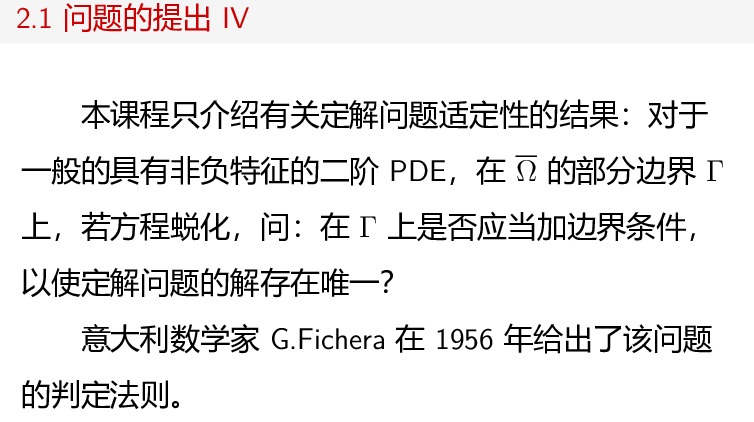 2.1 问题的提出 IV
本课程只介绍有关定解问题适定性的结果：对于
一般的具有非负特征的二阶 PDE，在 Ω̅ 的部分边界 Γ
上，若方程蜕化，问：在 Γ 上是否应当加边界条件，
以使定解问题的解存在唯一？
意大利数学家 G.Fichera 在 1956 年给出了该问题
的判定法则。